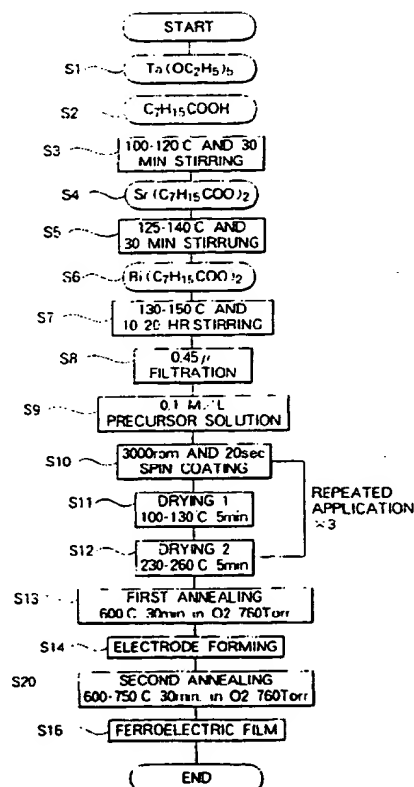 START
S1 Ta(OC2H5)5
S2 C7H15COOH
S3 100-120 C AND 30
MIN STIRRING
S4 Sr(C7H15COO)2
S5 125-140 C AND
30 MIN STIRRUNG
S6 Bi(C7H15COO)2
S7 130-150 C AND
10-20 HR STIRRING
S8 0.45μ
FILTRATION
S9 0.1 M/L
PRECURSOR SOLUTION
S10 3000rpm AND 20sec
SPIN COATING
S11 DRYING 1
100-130°C 5min
REPEATED
APPLICATION
×3
S12 DRYING 2
230-260 C 5min
S13 FIRST ANNEALING
600 C 30min in O2 760Torr
S14 ELECTRODE FORMING
S20 SECOND ANNEALING
600-750 C 30min. in O2 760Torr
S16 FERROELECTRIC FILM
END